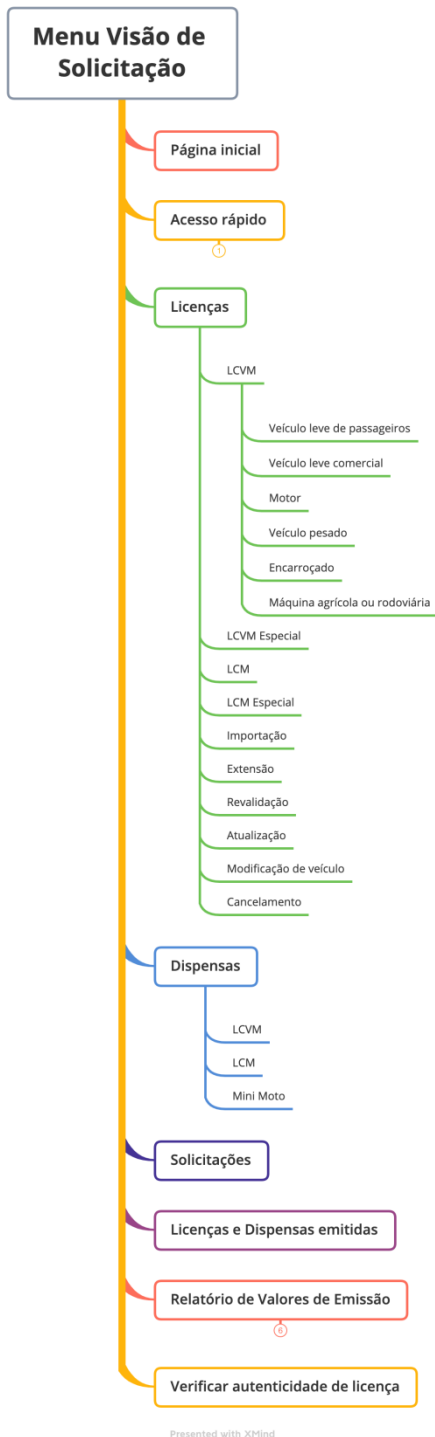 Menu Visão de
Solicitação
Página inicial
Acesso rápido
1
Licenças
LCVM
Veículo leve de passageiros
Veículo leve comercial
Motor
Veículo pesado
Encarroçado
Máquina agrícola ou rodoviária
LCVM Especial
LCM
LCM Especial
Importação
Extensão
Revalidação
Atualização
Modificação de veículo
Cancelamento
Dispensas
LCVM
LCM
Mini Moto
Solicitações
Licenças e Dispensas emitidas
Relatório de Valores de Emissão
6
Verificar autenticidade de licença
Presented with XMind